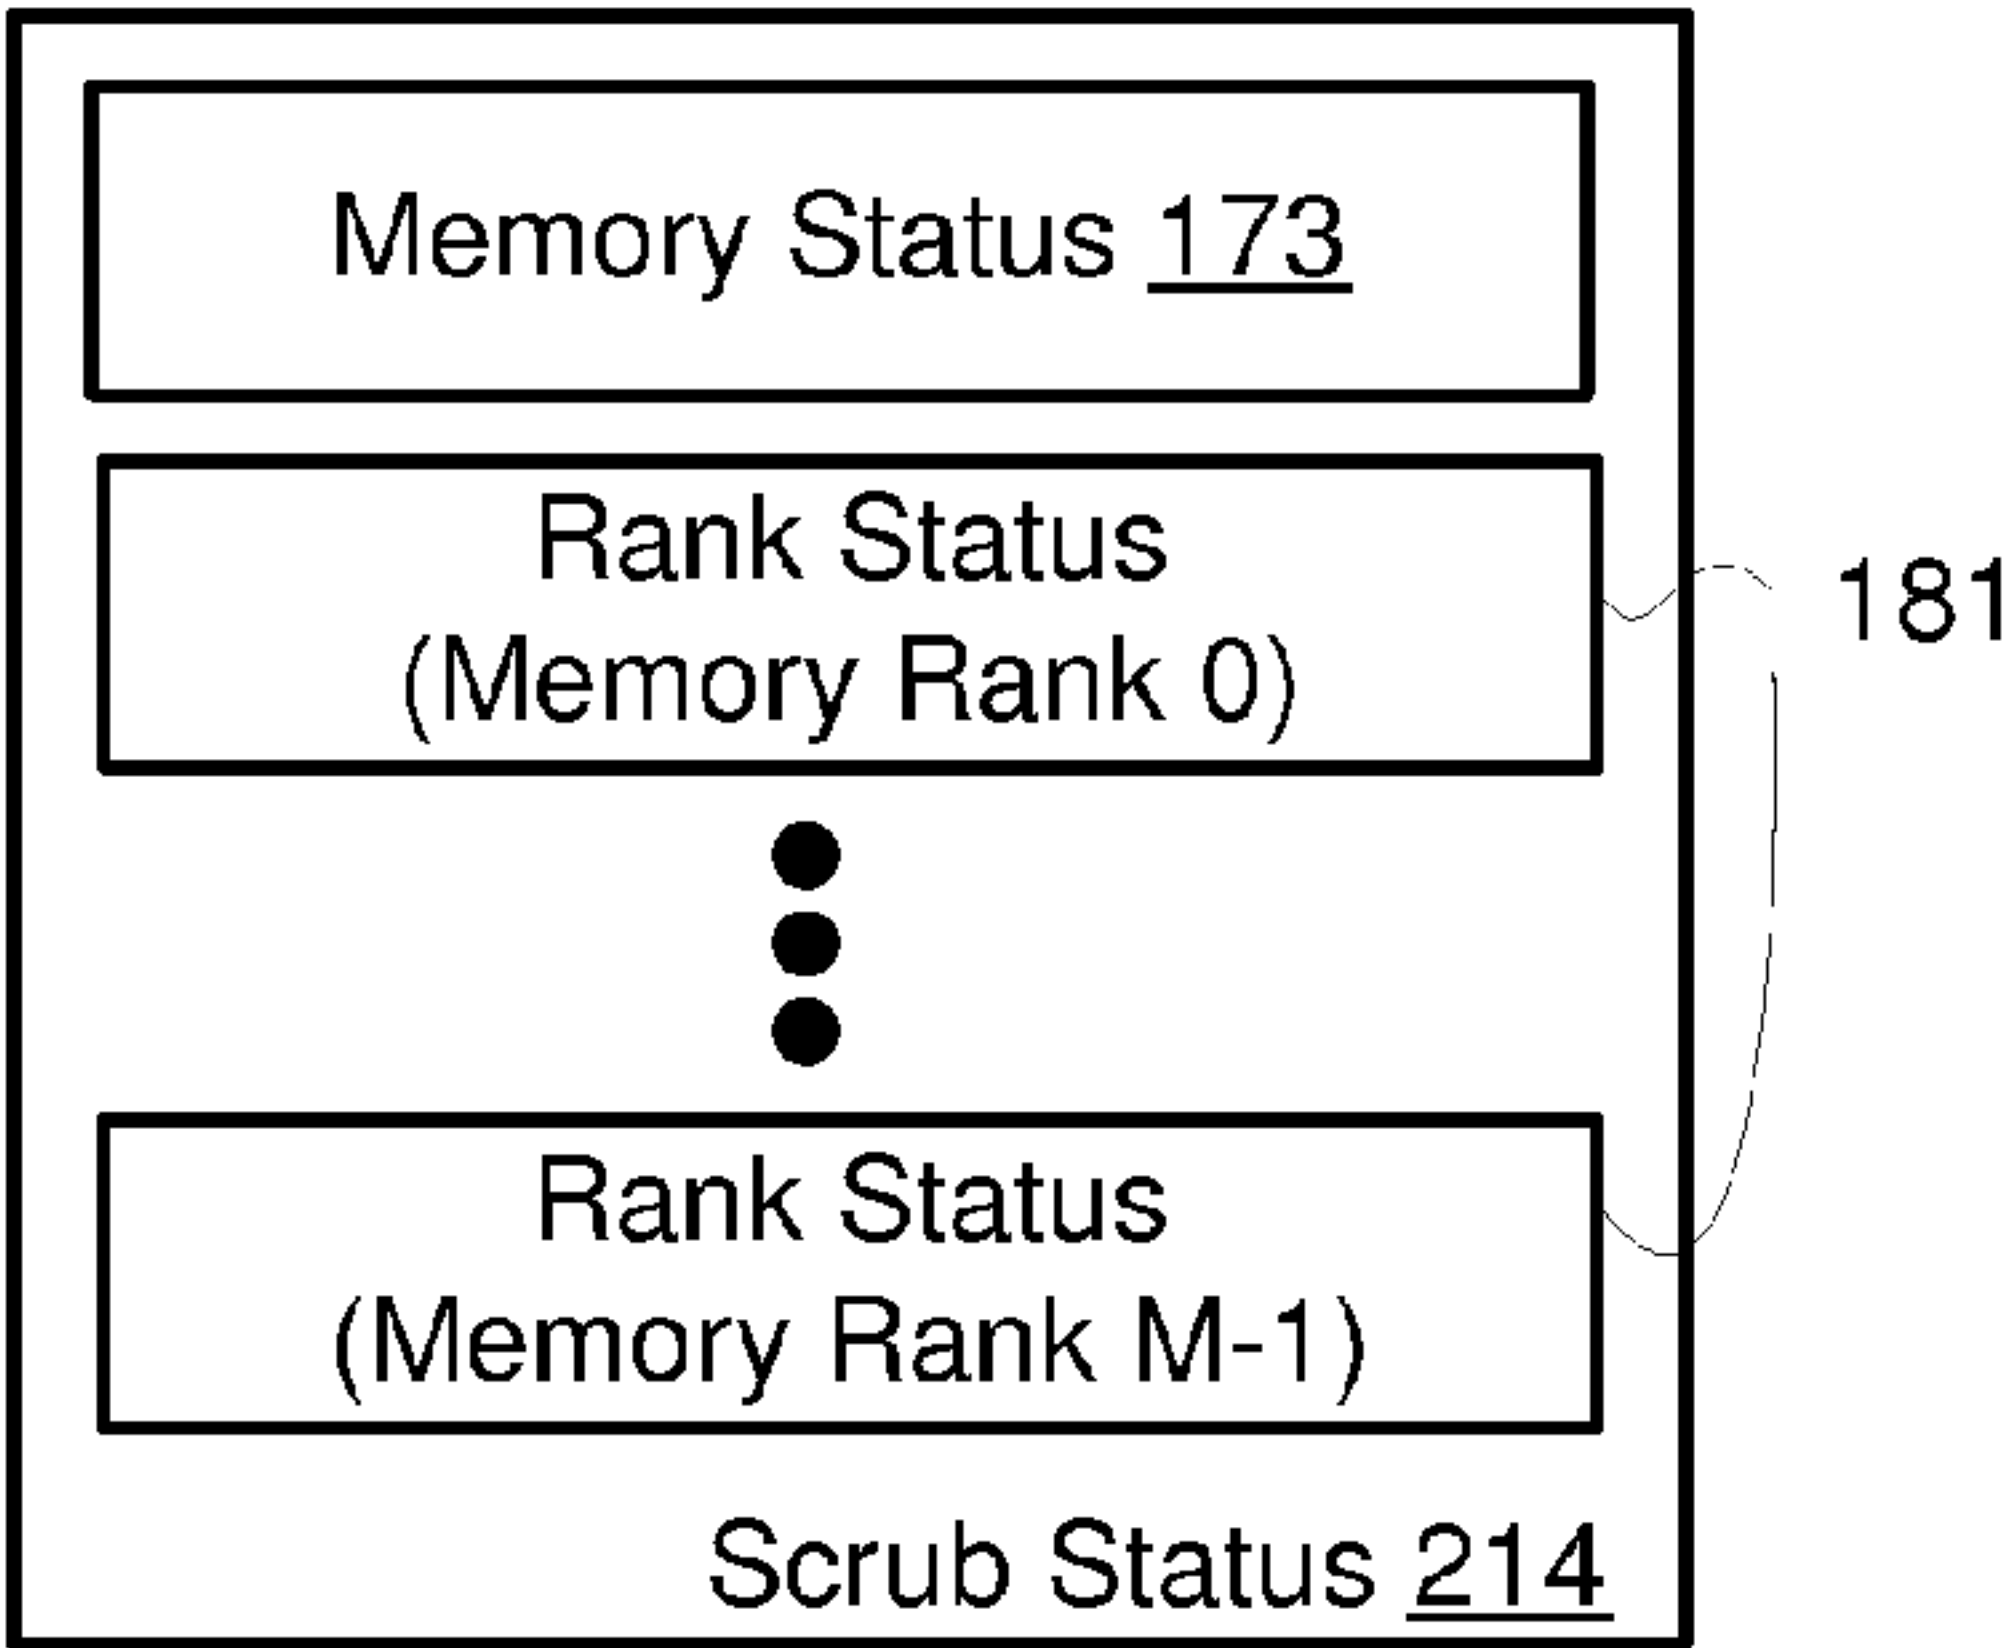 Memory Status 173
Rank Status
(Memory Rank 0)
181
Rank Status
(Memory Rank M-1)
Scrub Status 214